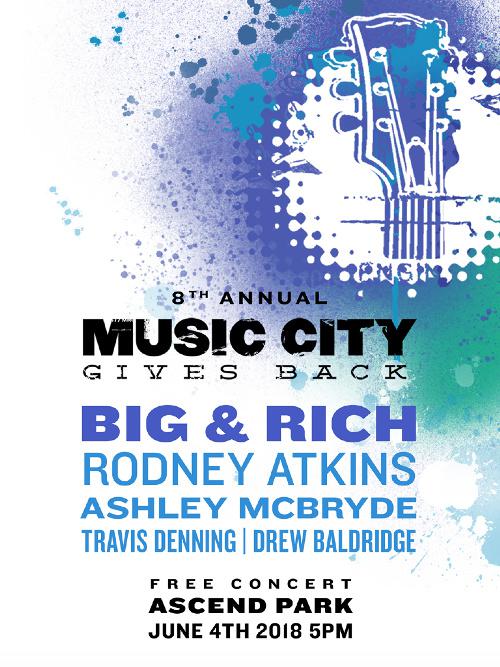 8TH ANNUAL
MUSIC CITY
GIVES BACK
BIG & RICH
RODNEY ATKINS
ASHLEY MCBRYDE
TRAVIS DENNING | DREW BALDRIDGE
FREE CONCERT
ASCEND PARK
JUNE 4TH 2018 5PM